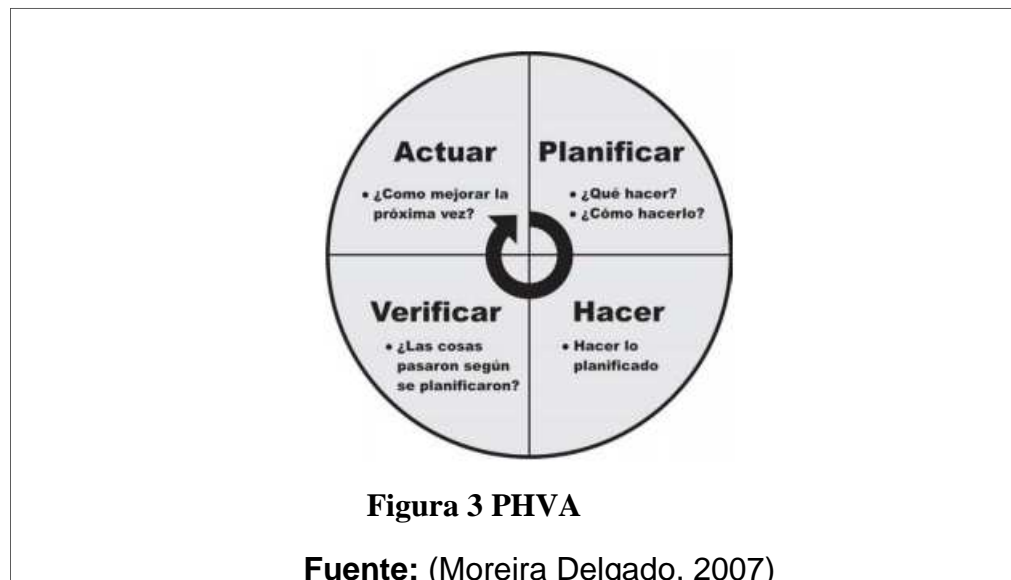 Actuar
• ¿Como mejorar la
próxima vez?
Planificar
• ¿Qué hacer?
• ¿Cómo hacerlo?
Verificar
• ¿Las cosas
pasaron según
se planificaron?
Hacer
• Hacer lo
planificado
Figura 3 PHVA
Fuente: (Moreira Delgado, 2007)